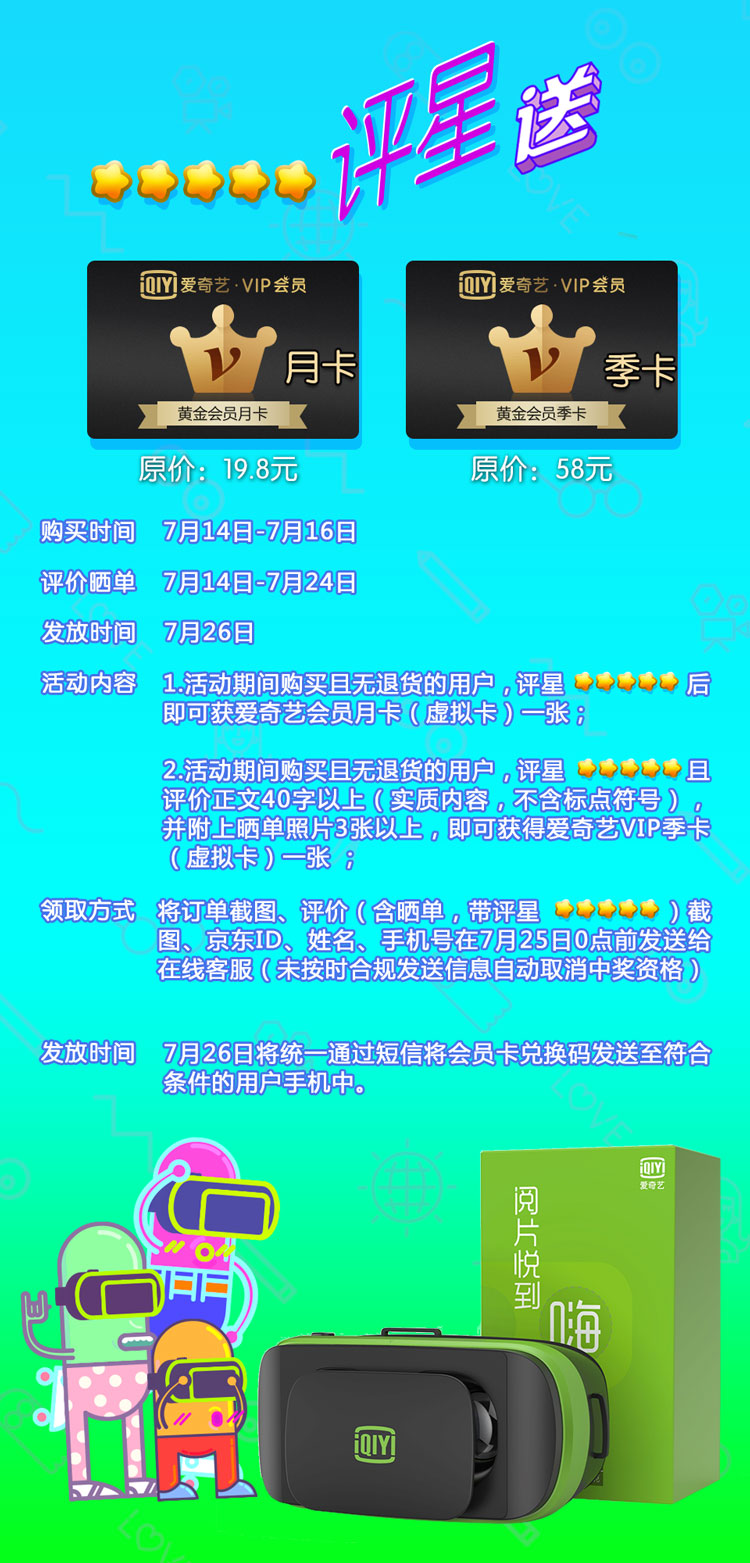 评星送
iQIYI 爱奇艺·VIP会员
月卡
黄金会员月卡
原价：19.8元
iQIYI 爱奇艺·VIP会员
季卡
黄金会员季卡
原价：58元
购买时间 7月14日-7月16日
评价晒单 7月14日-7月24日
发放时间 7月26日
活动内容 1.活动期间购买且无退货的用户，评星 后
即可获爱奇艺会员月卡（虚拟卡）一张；
2.活动期间购买且无退货的用户，评星 且
评价正文40字以上（实质内容，不含标点符号），
并附上晒单照片3张以上，即可获得爱奇艺VIP季卡
（虚拟卡）一张 ；
领取方式 将订单截图、评价（含晒单，带评星 ）截
图、京东ID、姓名、手机号在7月25日0点前发送给
在线客服（未按时合规发送信息自动取消中奖资格）
发放时间 7月26日将统一通过短信将会员卡兑换码发送至符合
条件的用户手机中。
iQIYI
爱奇艺
阅片悦到
嗨
iQIYI
LOVE
LOVE
LOVE
LOVE